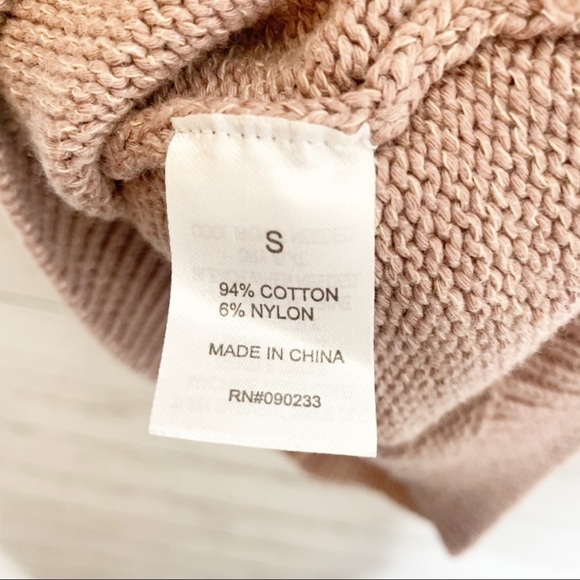 S
94% COTTON
6% NYLON
MADE IN CHINA
RN#090233